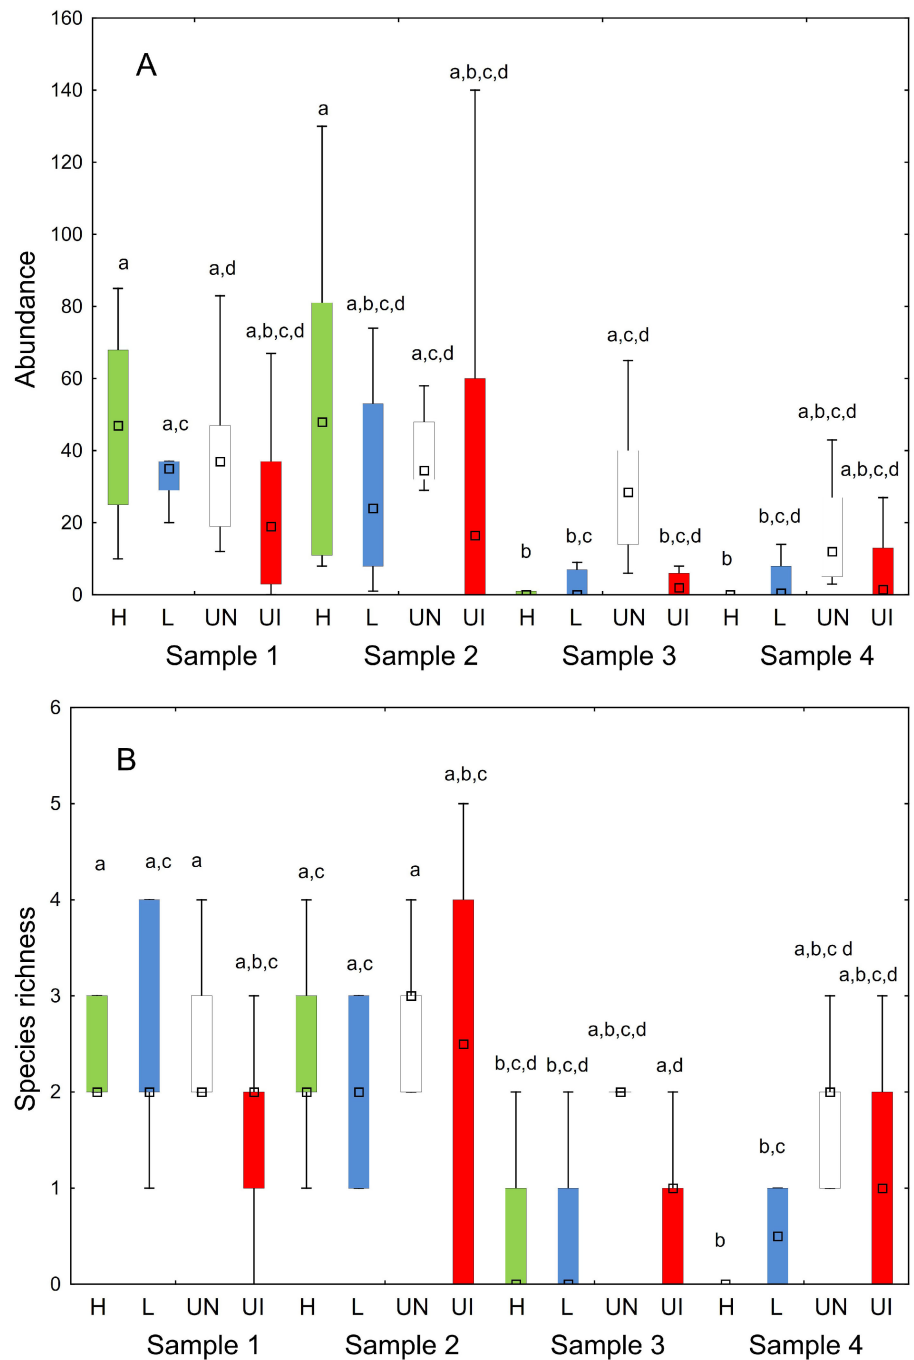 160
A
a,b,c,d
140
a
120
100
a
a,d
80
a,b,c,d
a,b,c,d
a,c,d
a,c,d
60
a,c
a,b,c,d
40
a,b,c,d
20
b
b,c
b,c,d
b
b,c,d
0
Abundance
H L UN UI H L UN UI H L UN UI H L UN UI
Sample 1 Sample 2 Sample 3 Sample 4
6
B
a,b,c
5
a
a,c
a
a,c
a
4
a,b,c
a,c
a,b,c d
a,b,c,d
3
b,c,d
b,c,d
a,b,c,d
a,d
2
b,c
1
b
0
Species richness
H L UN UI H L UN UI H L UN UI H L UN UI
Sample 1 Sample 2 Sample 3 Sample 4